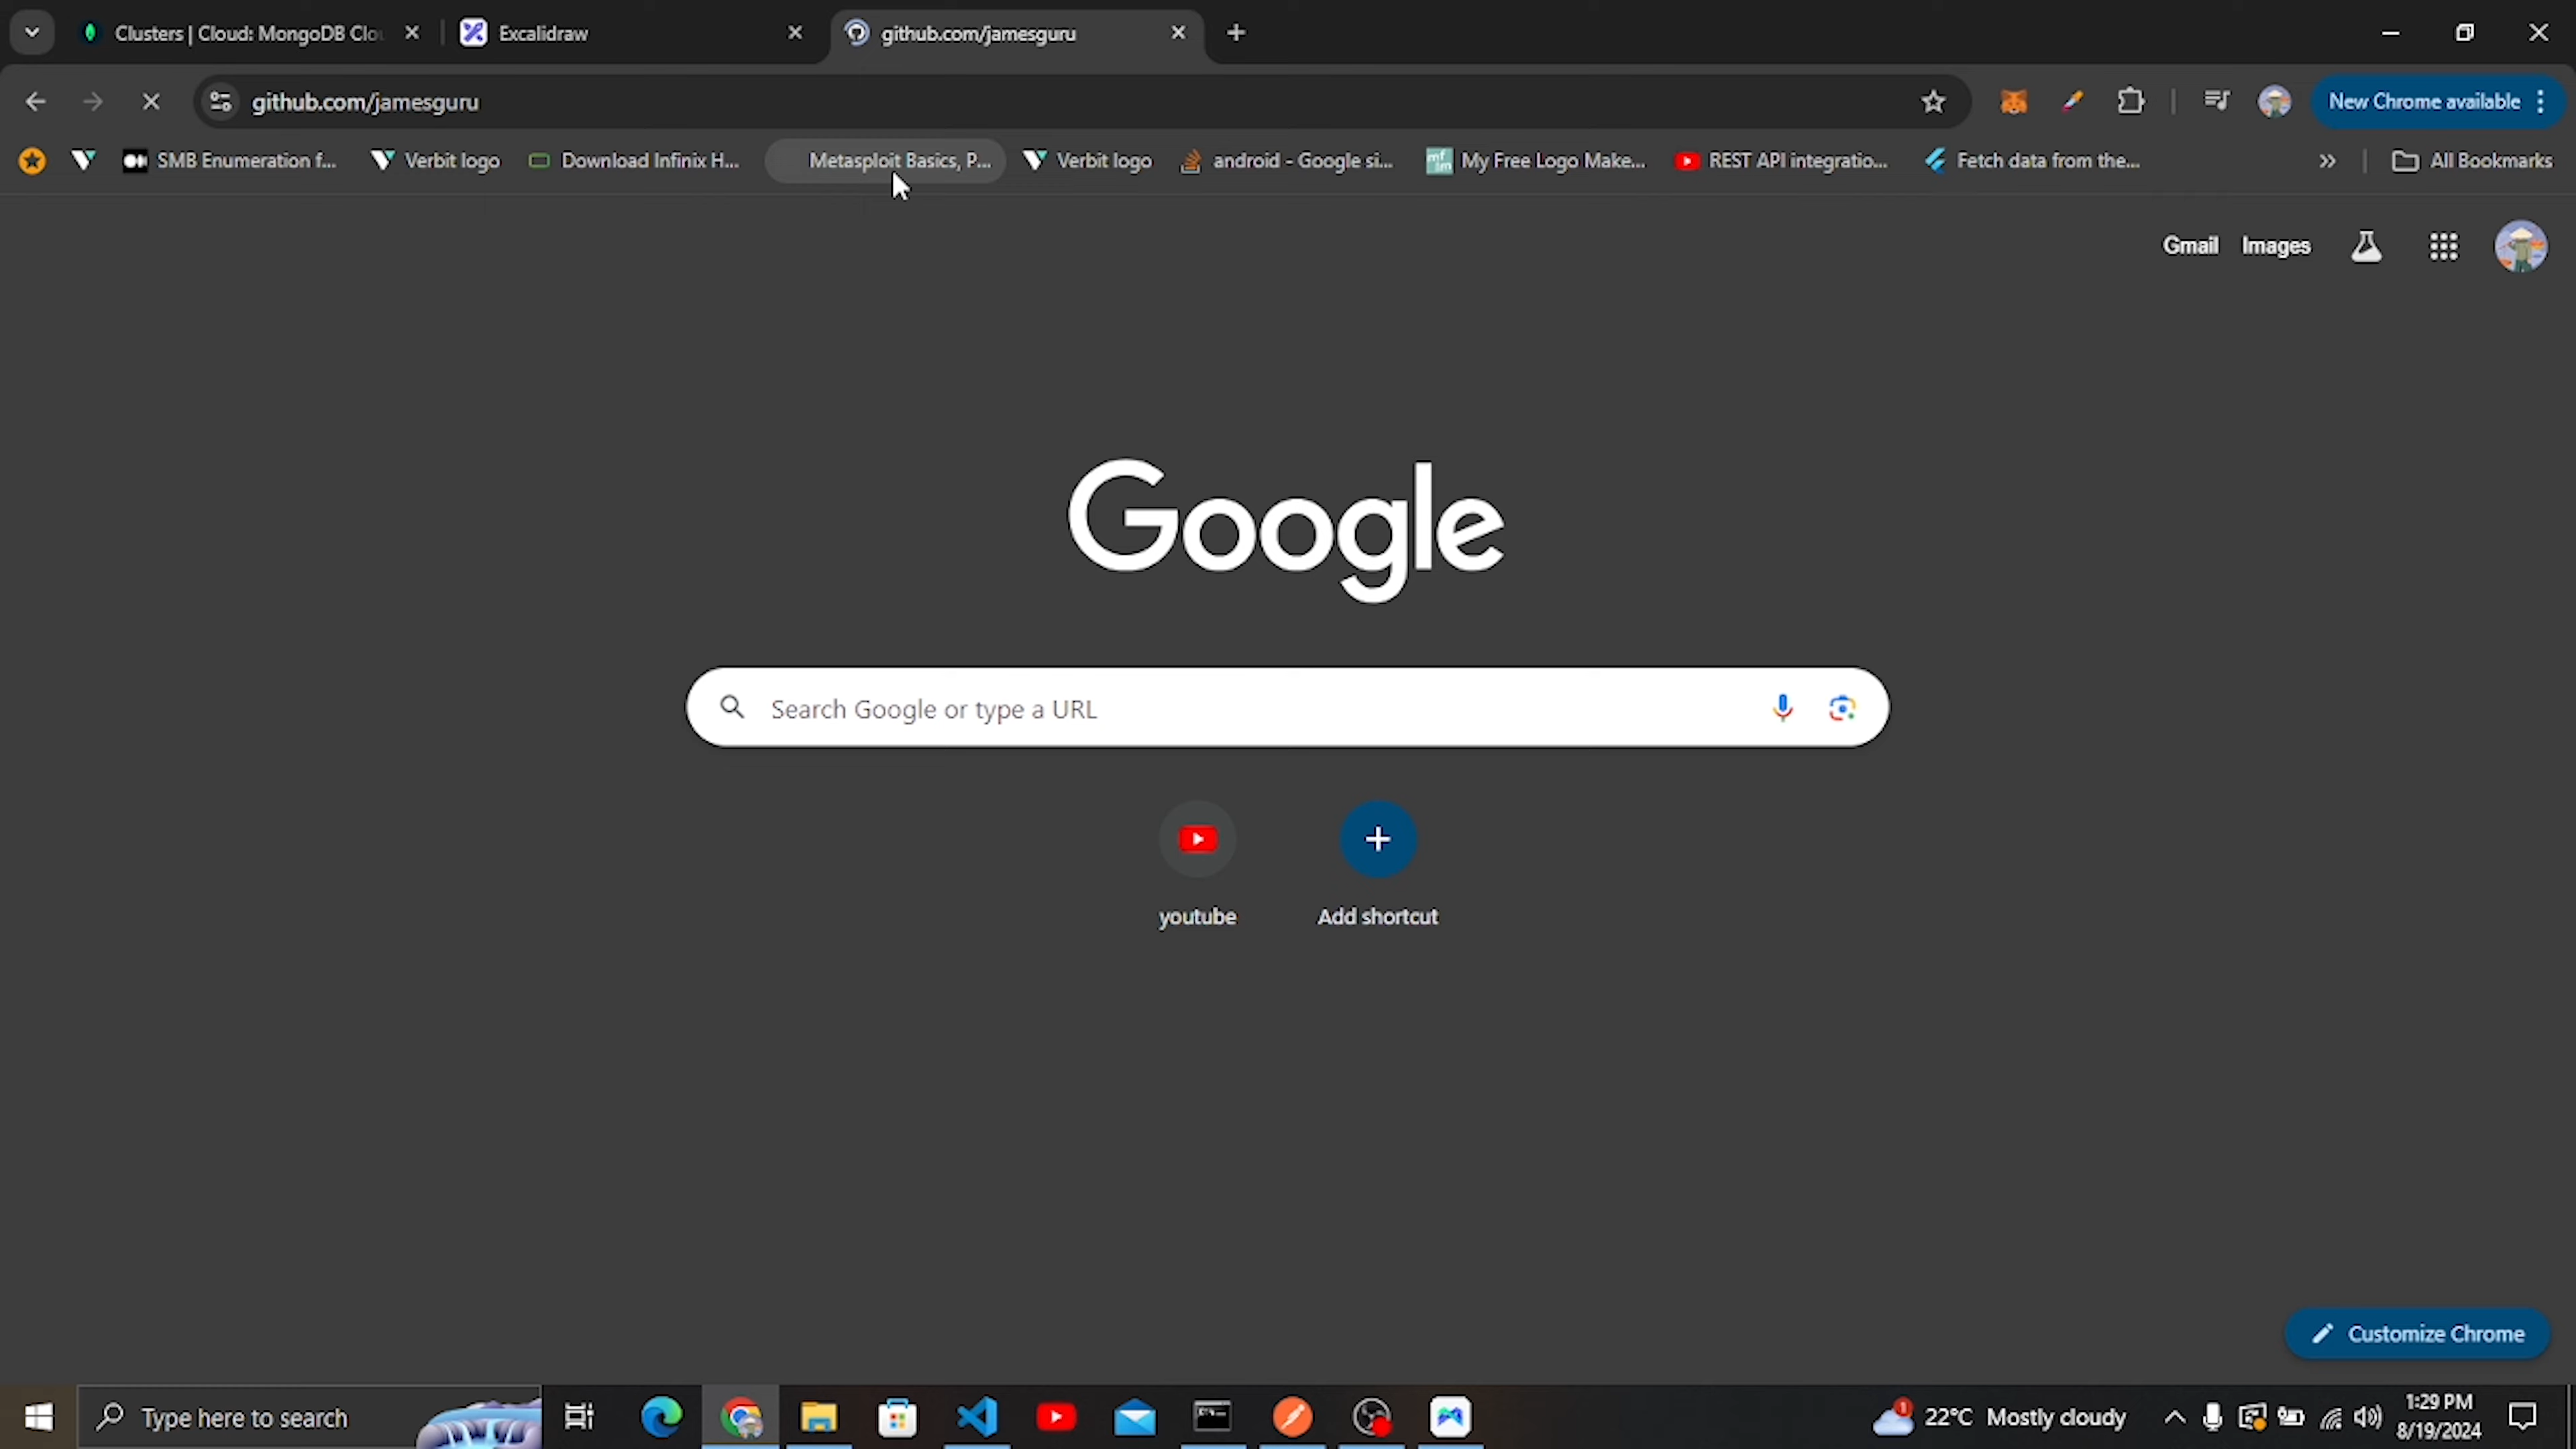 Clusters | Cloud: MongoDB Clou
Excalidraw
github.com/jamesguru
github.com/jamesguru
New Chrome available
SMB Enumeration f...
Verbit logo
Download Infinix H...
Metasploit Basics, P...
Verbit logo
android - Google si...
My Free Logo Make...
REST API integratio...
Fetch data from the...
All Bookmarks
Gmail
Images
Google
Search Google or type a URL
youtube
Add shortcut
Customize Chrome
Type here to search
1
22°C Mostly cloudy
1:29 PM
8/19/2024